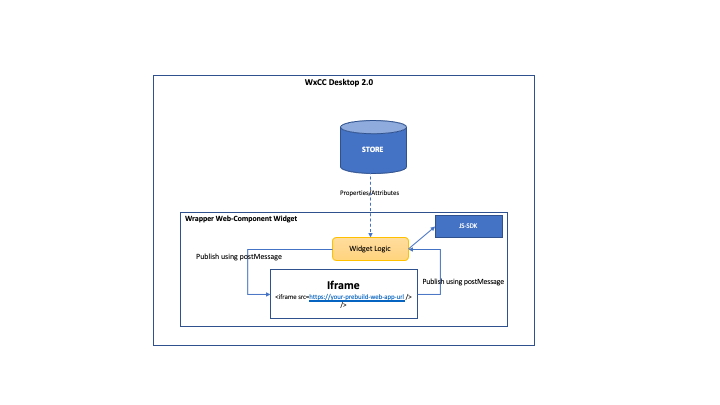 WxCC Desktop 2.0
STORE
Properties/Attributes
Wrapper Web-Component Widget
JS-SDK
Widget Logic
Publish using postMessage
Publish using postMessage
Iframe
<iframe src=https://your-prebuild-web-app-url />
/>